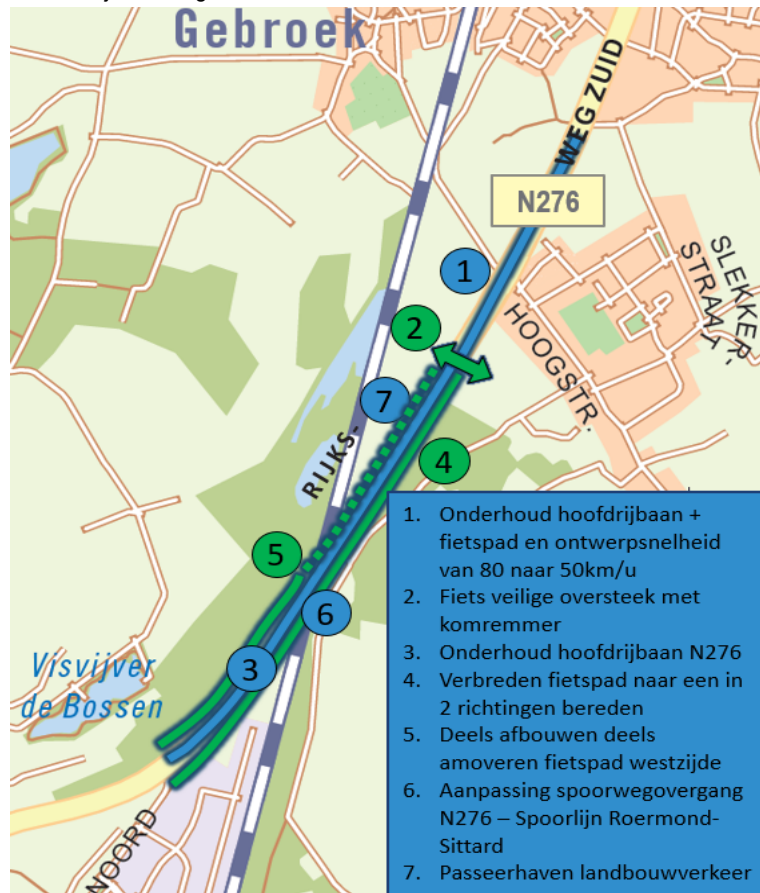 Gebroek
WEG ZUID
N276
1
SLEKKER
STRAAT
2
HOOGSTR.
7
RIJKS-
4
5
6
3
Visvijver
de Bossen
NOORD
1. Onderhoud hoofdrijbaan +
fietspad en ontwerpsnelheid
van 80 naar 50km/u
2. Fiets veilige oversteek met
komremmer
3. Onderhoud hoofdrijbaan N276
4. Verbreden fietspad naar een in
2 richtingen bereden
5. Deels afbouwen deels
amoveren fietspad westzijde
6. Aanpassing spoorwegovergang
N276 – Spoorlijn Roermond-
Sittard
7. Passeerhaven landbouwverkeer